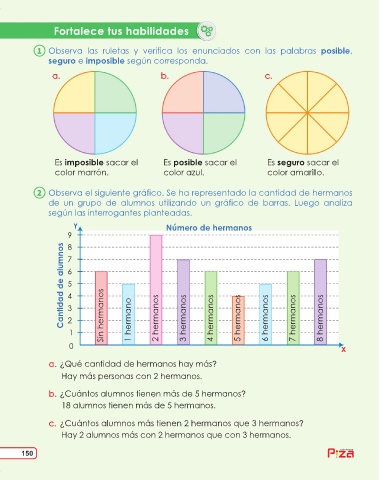 Fortalece tus habilidades
1 Observa las ruletas y verifica los enunciados con las palabras posible,
seguro e imposible según corresponda.
a. b. c.
Es imposible sacar el
color marrón.
Es posible sacar el
color azul.
Es seguro sacar el
color amarillo.
2 Observa el siguiente gráfico. Se ha representado la cantidad de hermanos
de un grupo de alumnos utilizando un gráfico de barras. Luego analiza
según las interrogantes planteadas.
Número de hermanos
Y
Cantidad de alumnos
9
8
7
6
5
4
3
2
1
0
Sin hermanos
1 hermano
2 hermanos
3 hermanos
4 hermanos
5 hermanos
6 hermanos
7 hermanos
8 hermanos
X
a. ¿Qué cantidad de hermanos hay más?
Hay más personas con 2 hermanos.
b. ¿Cuántos alumnos tienen más de 5 hermanos?
18 alumnos tienen más de 5 hermanos.
c. ¿Cuántos alumnos más tienen 2 hermanos que 3 hermanos?
Hay 2 alumnos más con 2 hermanos que con 3 hermanos.
150